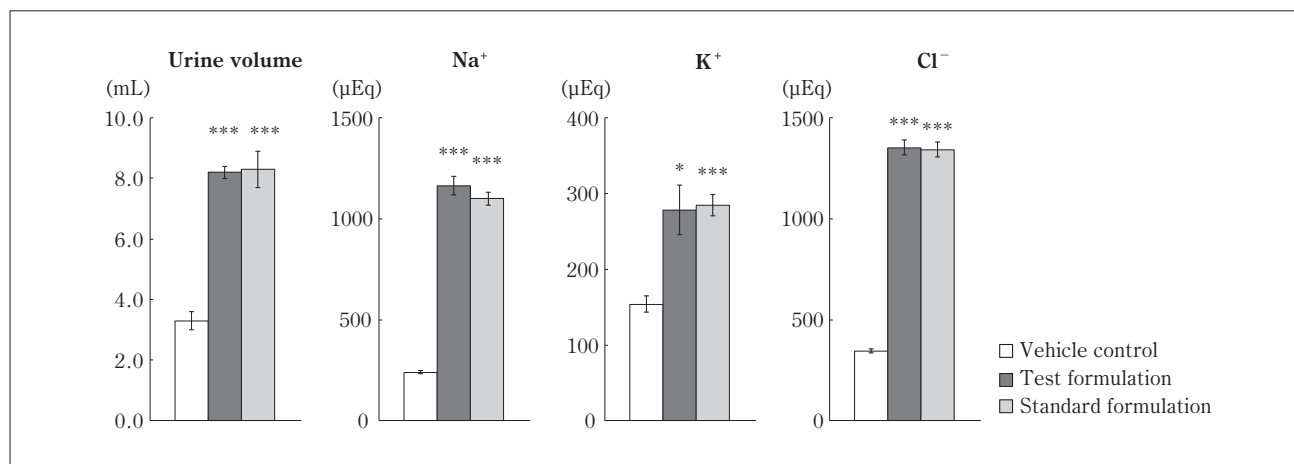 Urine volume
(mL)
10.0
8.0
6.0
4.0
2.0
0.0
*** ***
Na⁺
(µEq)
1500
1000
500
0
***
***
K⁺
(µEq)
400
300
200
100
0
* ***
Cl⁻
(µEq)
1500
1000
500
0
*** ***
Vehicle control
Test formulation
Standard formulation